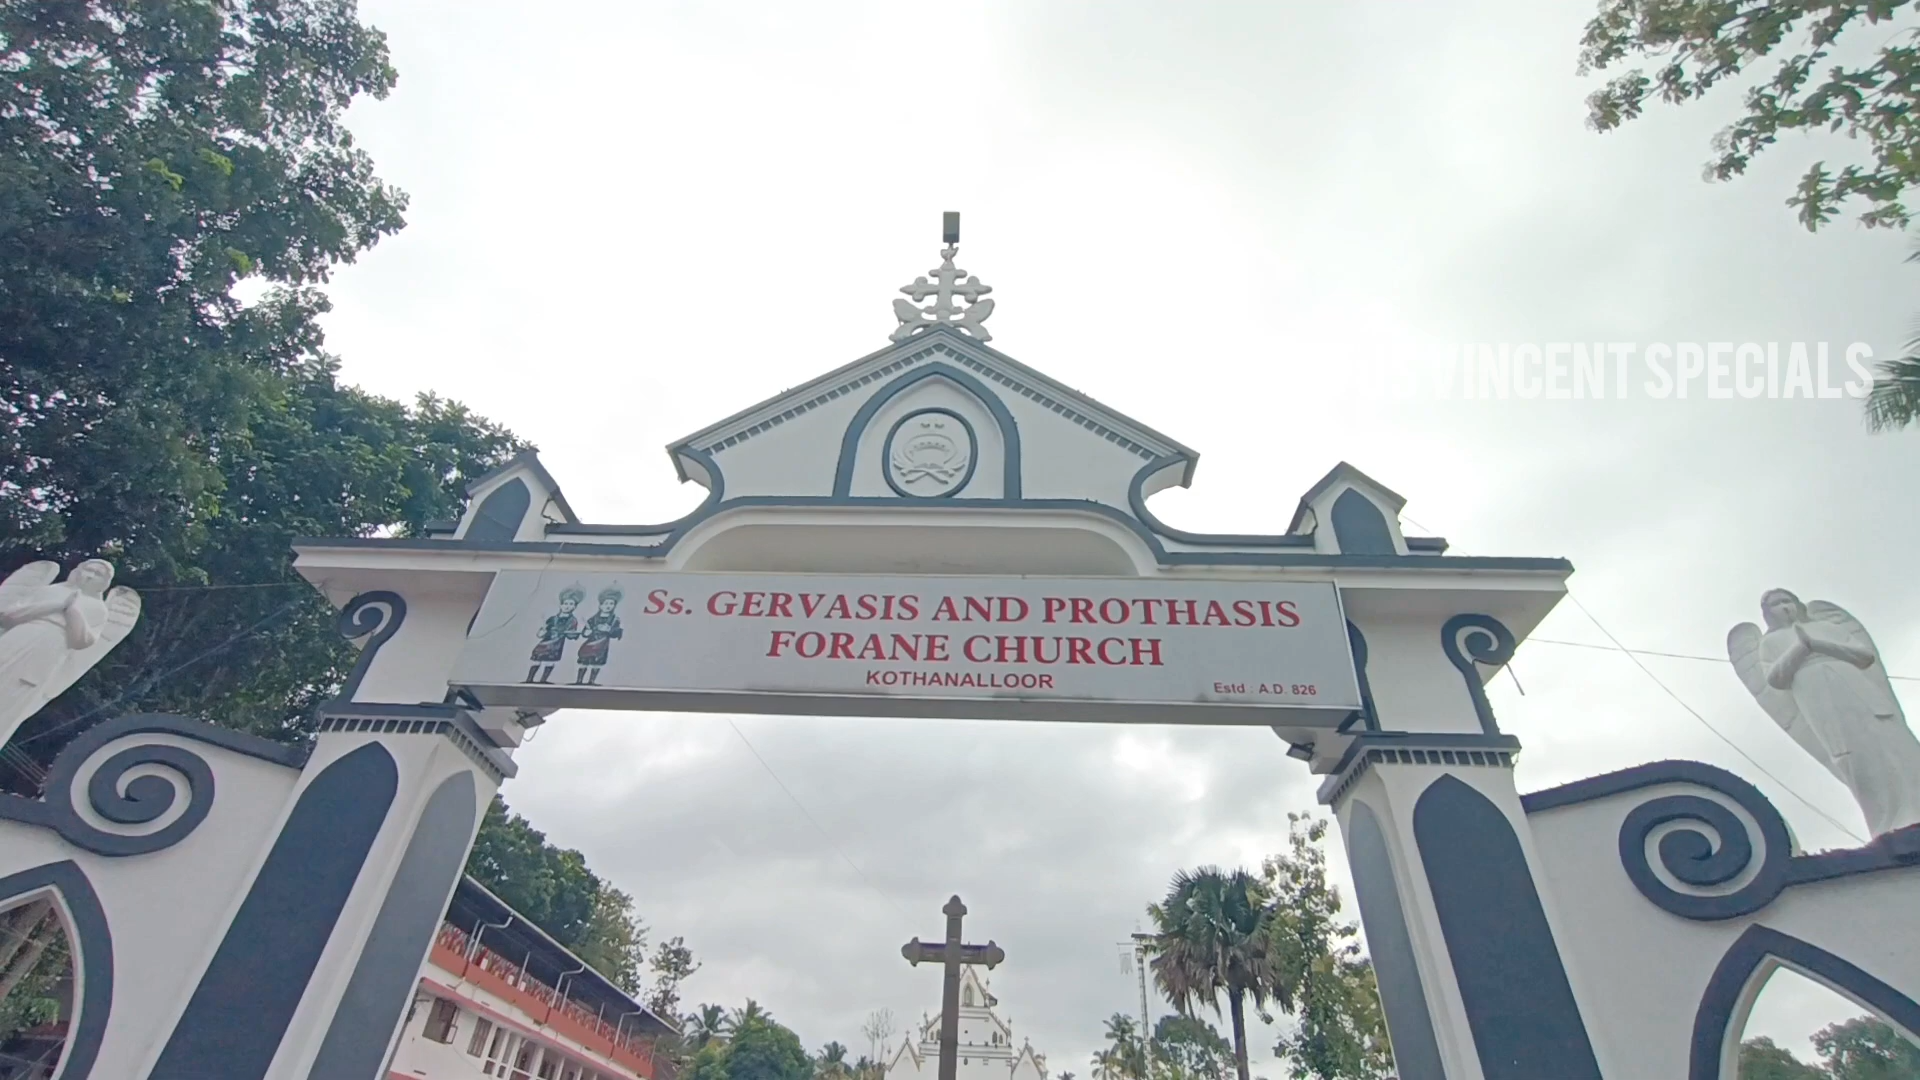 VINCENT SPECIALS
Ss. GERVASIS AND PROTHASIS
FORANE CHURCH
KOTHANALLOOR
Estd : A.D. 826